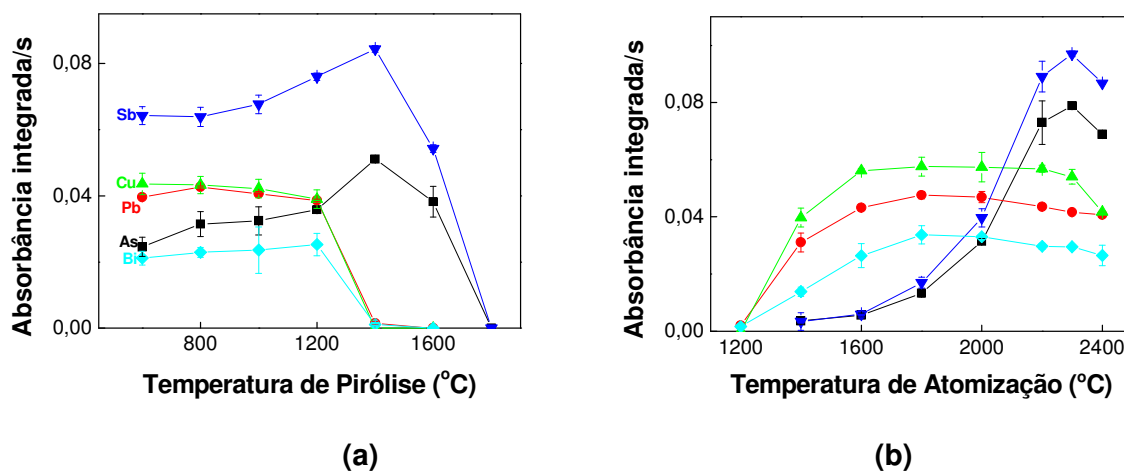 Absorbância integrada/s
0,08
0,04
0,00
Sb
Cu
Pb
As
Bi
800
1200
1600
Temperatura de Pirólise (°C)
(a)
Absorbância integrada/s
0,08
0,04
0,00
1200
1600
2000
2400
Temperatura de Atomização (°C)
(b)